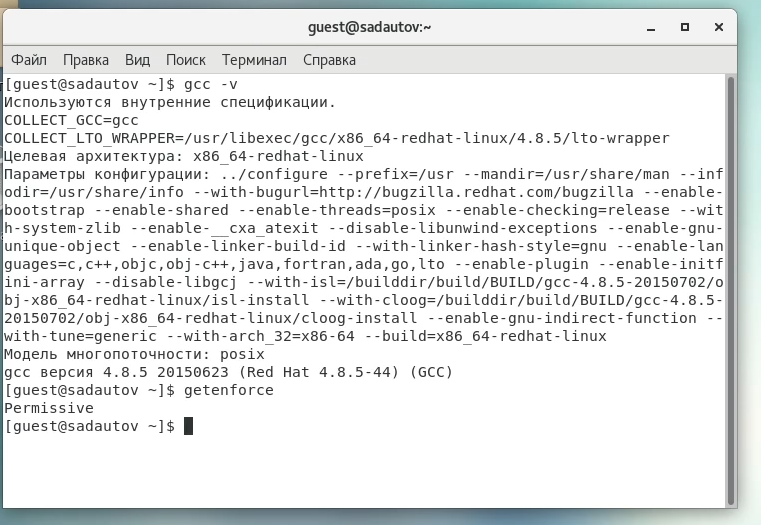 guest@sadautov:~
Файл Правка Вид Поиск Терминал Справка
[guest@sadautov ~]$ gcc -v
Используются внутренние спецификации.
COLLECT_GCC=gcc
COLLECT_LTO_WRAPPER=/usr/libexec/gcc/x86_64-redhat-linux/4.8.5/lto-wrapper
Целевая архитектура: x86_64-redhat-linux
Параметры конфигурации: ../configure --prefix=/usr --mandir=/usr/share/man --inf
odir=/usr/share/info --with-bugurl=http://bugzilla.redhat.com/bugzilla --enable-
bootstrap --enable-shared --enable-threads=posix --enable-checking=release --wit
h-system-zlib --enable-__cxa_atexit --disable-libunwind-exceptions --enable-gnu-
unique-object --enable-linker-build-id --with-linker-hash-style=gnu --enable-lan
guages=c,c++,objc,obj-c++,java,fortran,ada,go,lto --enable-plugin --enable-initf
ini-array --disable-libgcj --with-isl=/builddir/build/BUILD/gcc-4.8.5-20150702/o
bj-x86_64-redhat-linux/isl-install --with-cloog=/builddir/build/BUILD/gcc-4.8.5-
20150702/obj-x86_64-redhat-linux/cloog-install --enable-gnu-indirect-function --
with-tune=generic --with-arch_32=x86-64 --build=x86_64-redhat-linux
Модель многопоточности: posix
gcc версия 4.8.5 20150623 (Red Hat 4.8.5-44) (GCC)
[guest@sadautov ~]$ getenforce
Permissive
[guest@sadautov ~]$